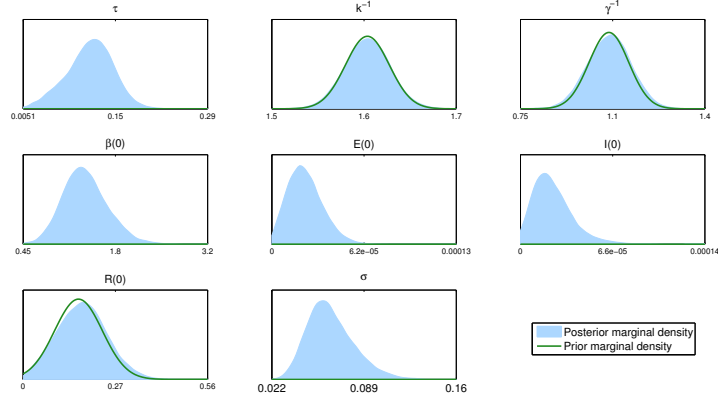 τ
k⁻¹
γ⁻¹
0.0051 0.15 0.29
1.5 1.6 1.7
0.75 1.1 1.4
β(0)
E(0)
I(0)
0.45 1.8 3.2
0 6.2e-05 0.00013
0 6.6e-05 0.00014
R(0)
σ
0 0.27 0.56
0.022 0.089 0.16
Posterior marginal density
Prior marginal density